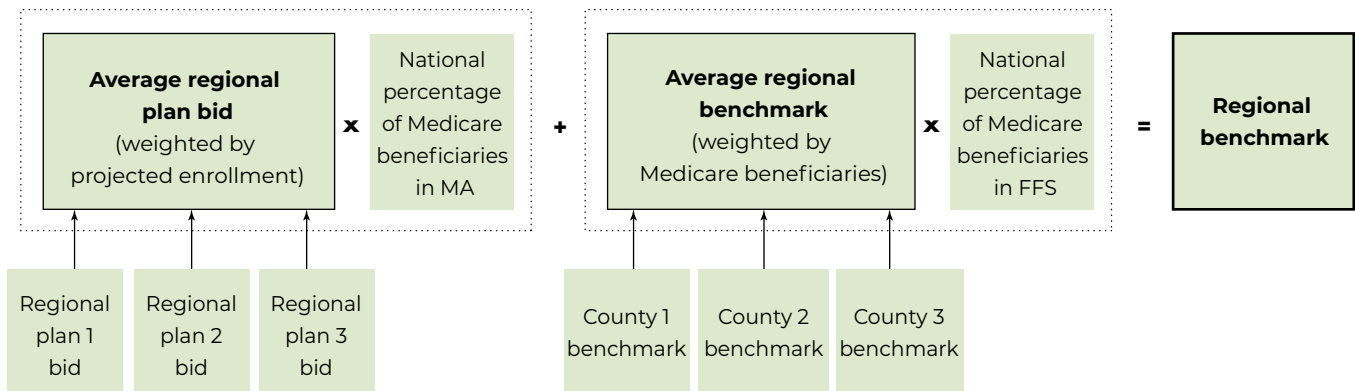 Average regional
plan bid
(weighted by
projected enrollment)
x
National
percentage
of Medicare
beneficiaries
in MA
+
Average regional
benchmark
(weighted by
Medicare beneficiaries)
x
National
percentage
of Medicare
beneficiaries
in FFS
=
Regional
benchmark
Regional
plan 1
bid
Regional
plan 2
bid
Regional
plan 3
bid
County 1
benchmark
County 2
benchmark
County 3
benchmark